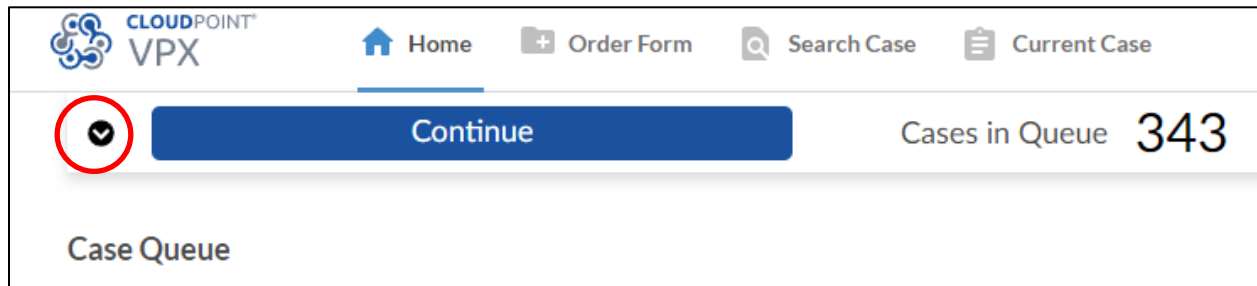 CLOUDPOINT®
VPX
Home
Order Form
Search Case
Current Case
Continue
Cases in Queue 343
Case Queue